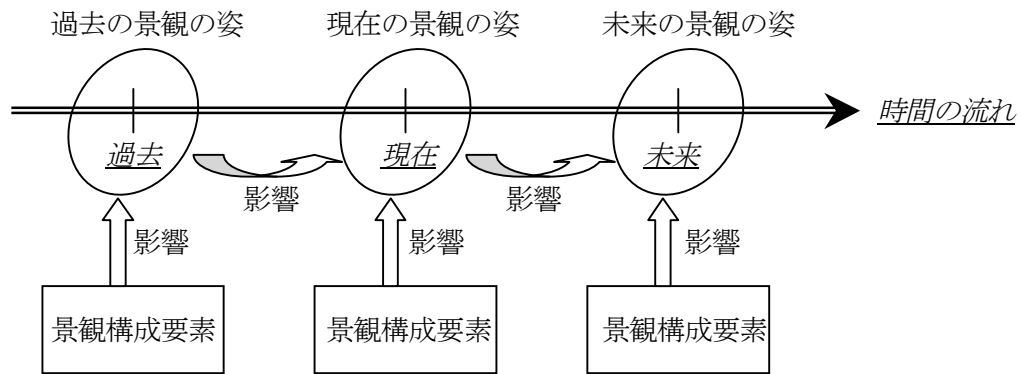 過去の景観の姿
現在の景観の姿
未来の景観の姿
時間の流れ
過去
現在
未来
影響
影響
影響
影響
影響
景観構成要素
景観構成要素
景観構成要素